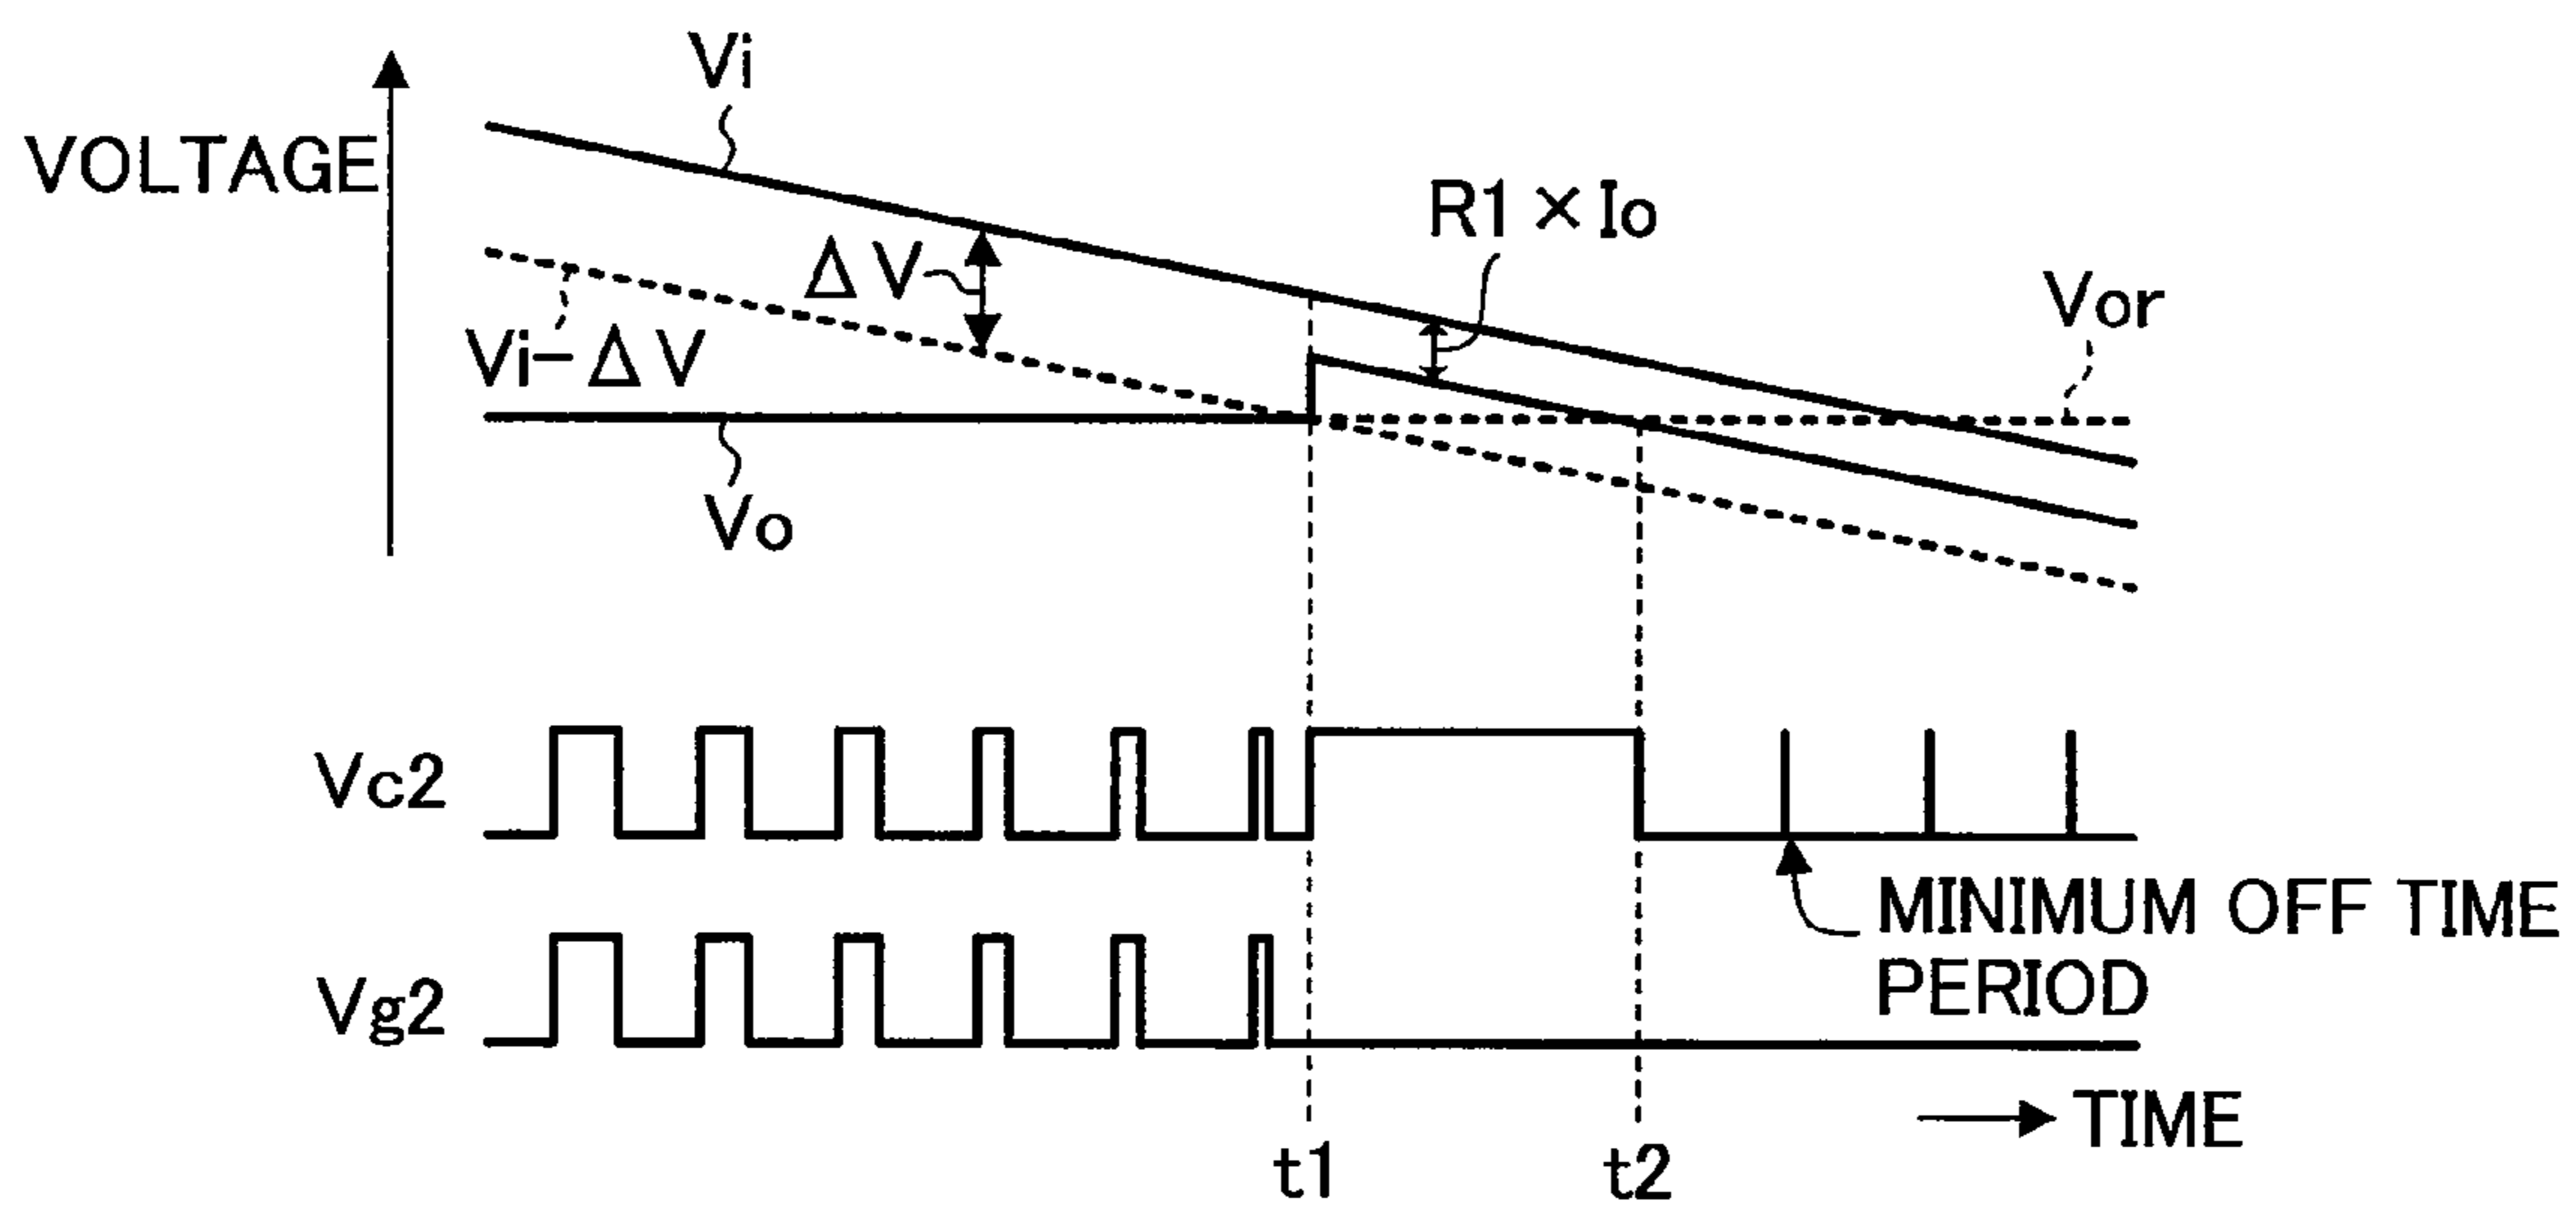 Vi
VOLTAGE
R1 × Io
ΔV
Vor
Vi−ΔV
Vo
Vc2
MINIMUM OFF TIME
PERIOD
Vg2
TIME
t1
t2